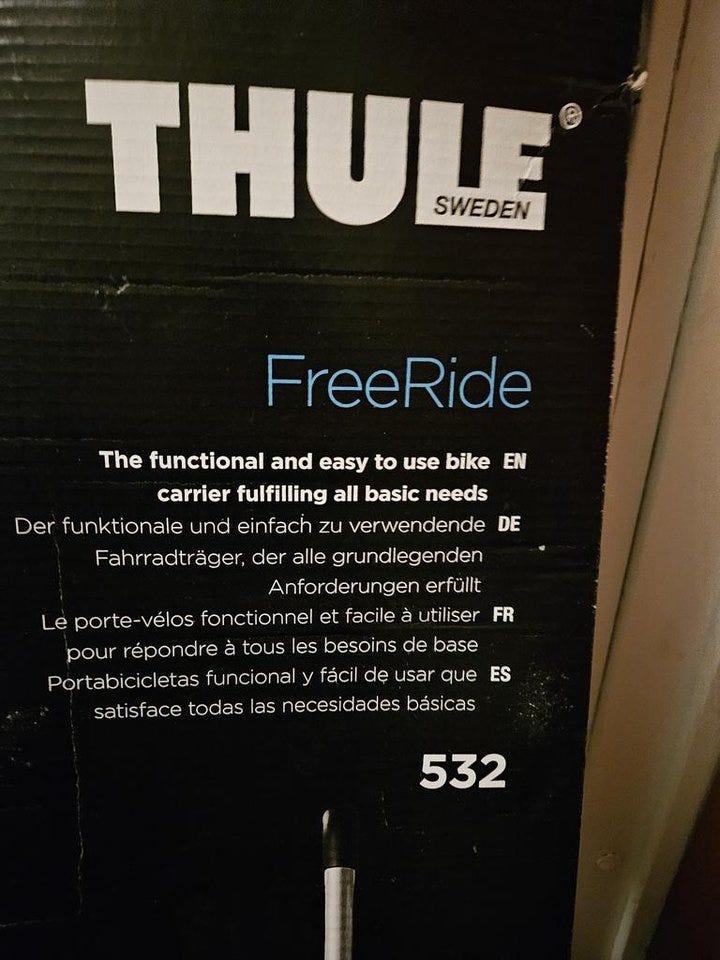 THULE®
SWEDEN
FreeRide
The functional and easy to use bike EN
carrier fulfilling all basic needs
Der funktionale und einfach zu verwendende DE
Fahrradträger, der alle grundlegenden
Anforderungen erfüllt
Le porte-vélos fonctionnel et facile à utiliser FR
pour répondre à tous les besoins de base
Portabicicletas funcional y fácil de usar que ES
satisface todas las necesidades básicas
532